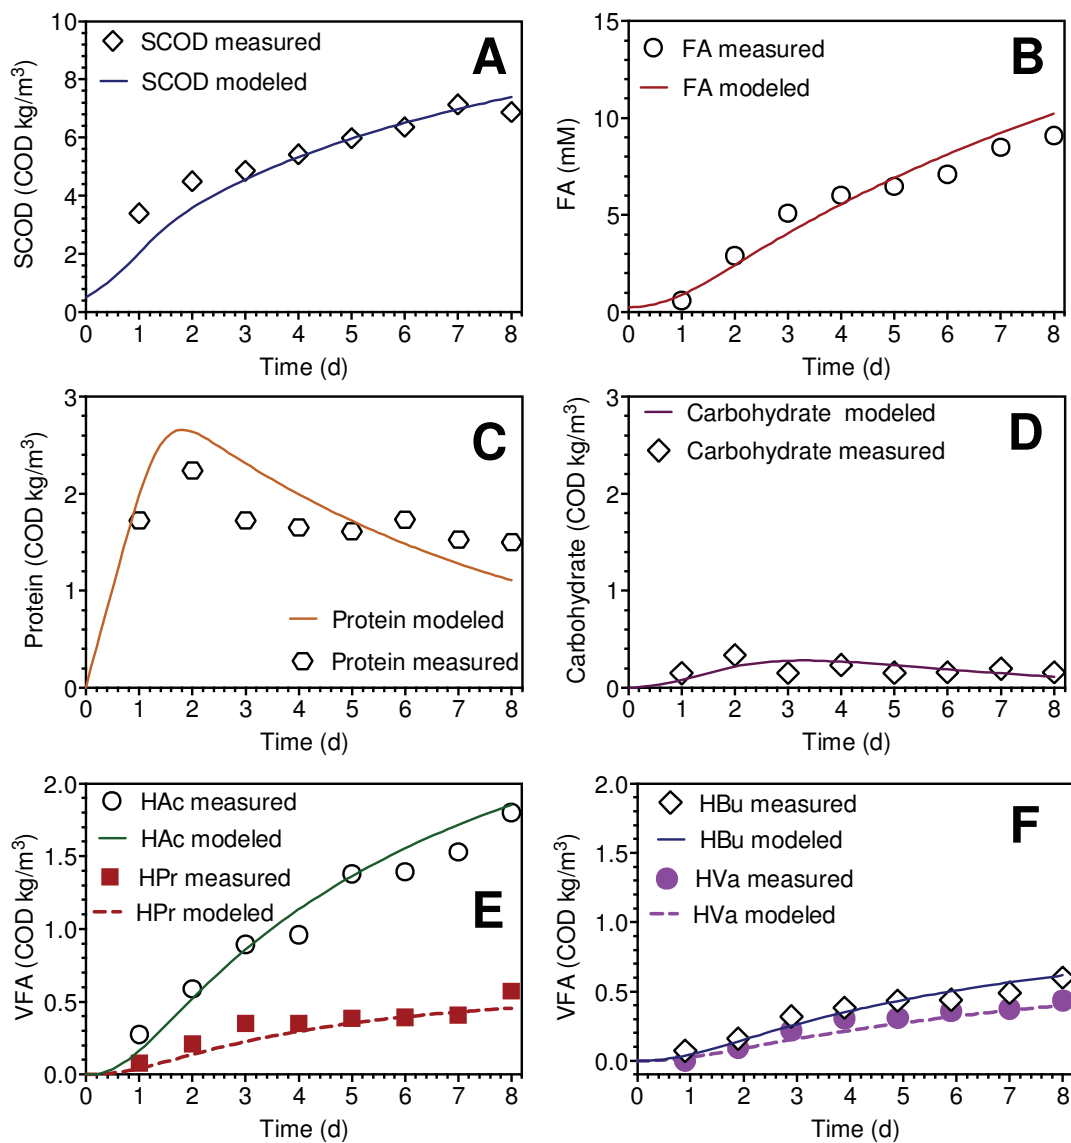 10
8
6
4
2
0
SCOD (COD kg/m³)
SCOD measured
SCOD modeled
A
0 1 2 3 4 5 6 7 8
Time (d)
15
10
5
0
FA (mM)
FA measured
FA modeled
B
0 1 2 3 4 5 6 7 8
Time (d)
3
2
1
0
Protein (COD kg/m³)
C
Protein modeled
Protein measured
0 1 2 3 4 5 6 7 8
Time (d)
3
2
1
0
Carbohydrate (COD kg/m³)
Carbohydrate modeled
Carbohydrate measured
D
0 1 2 3 4 5 6 7 8
Time (d)
2.0
1.5
1.0
0.5
0.0
VFA (COD kg/m³)
HAc measured
HAc modeled
HPr measured
HPr modeled
E
0 1 2 3 4 5 6 7 8
Time (d)
2.0
1.5
1.0
0.5
0.0
VFA (COD kg/m³)
HBu measured
HBu modeled
HVa measured
HVa modeled
F
0 1 2 3 4 5 6 7 8
Time (d)